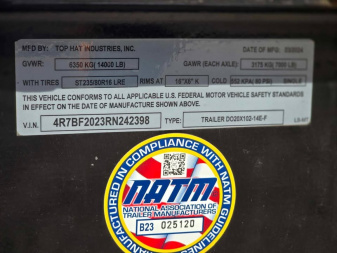 MFD BY: TOP HAT INDUSTRIES, INC. DATE
GVWR: 6350 KG( 14000 LB) GAWR (EACH AXLE) 3175 KG( 7000 LB)
WITH TIRES ST235/80R16 LRE RIMS AT 16"X6" K COLD 552 KPA( 80 PSI) SINGLE
THIS VEHICLE CONFORMS TO ALL APPLICABLE U.S. FEDERAL MOTOR VEHICLE SAFETY STANDARDS
IN EFFECT ON THE DATE OF MANUFACTURE SHOWN ABOVE.
V.I.N. 4R7BF2023RN242398 TYPE: TRAILER DO20X102-14E-F
MANUFACTURED IN COMPLIANCE WITH NATM GUIDELINES
NATM
NATIONAL ASSOCIATION OF
TRAILER MANUFACTURERS
B23 025120